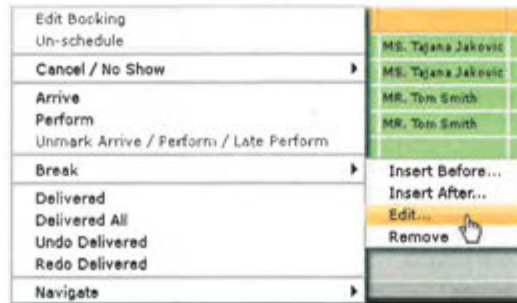 Edit Booking
Un-schedule
Cancel / No Show
Arrive
Perform
Unmark Arrive / Perform / Late Perform
Break
Delivered
Delivered All
Undo Delivered
Redo Delivered
Navigate
MS. Tajana Jakovic
MS. Tajana Jakovic
MR. Tom Smith
MR. Tom Smith
Insert Before...
Insert After...
Edit...
Remove